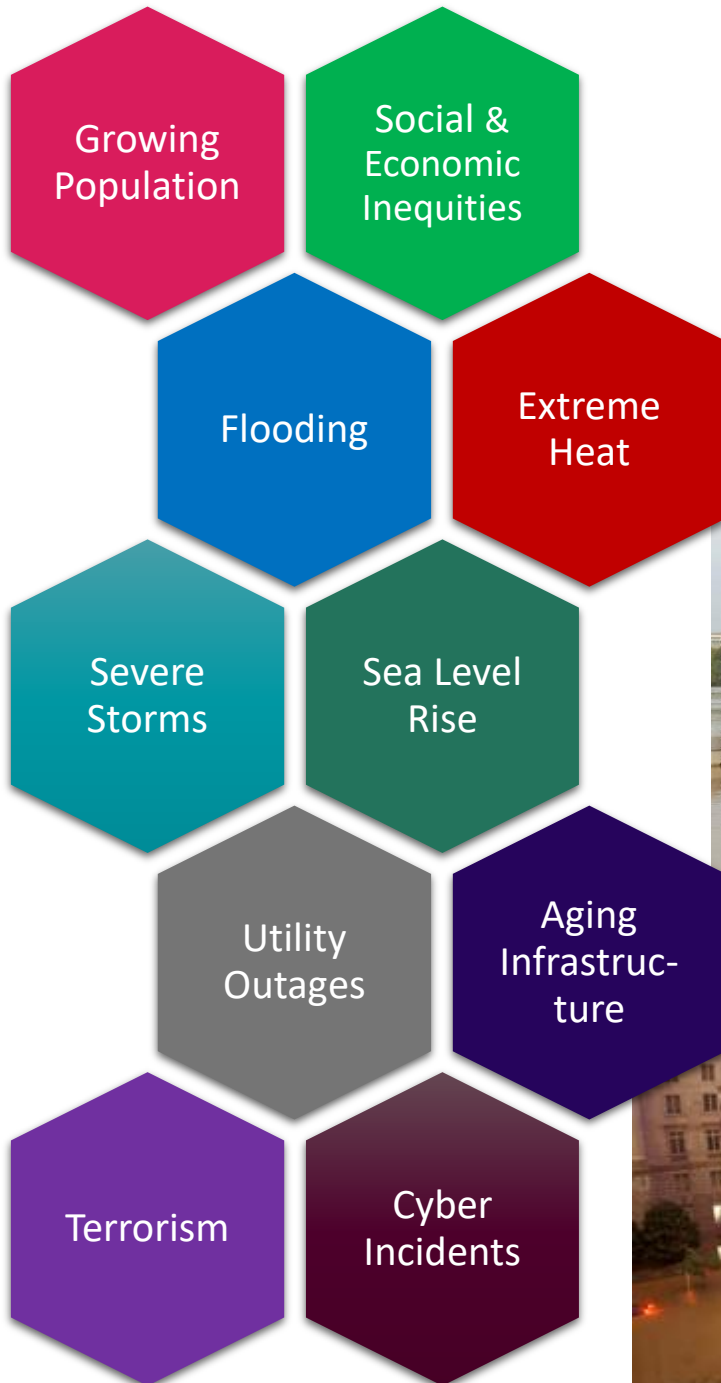 Growing
Population
Social &
Economic
Inequities
Flooding
Extreme
Heat
Severe
Storms
Sea Level
Rise
Utility
Outages
Aging
Infrastruc-
ture
Terrorism
Cyber
Incidents